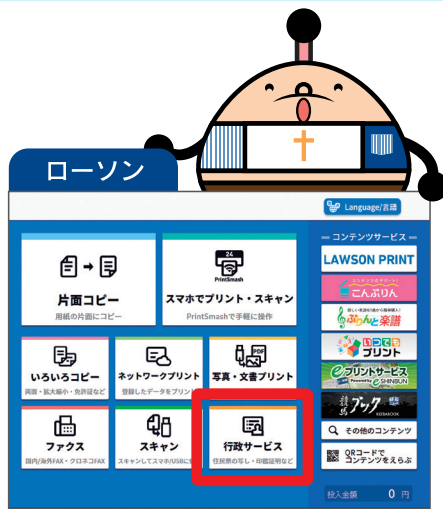 ローソン
Language/言語
片面コピー
用紙の片面にコピー
24
PrintSmash
スマホでプリント・スキャン
PrintSmashで手軽に操作
いろいろコピー
両面・拡大縮小・免許証など
ネットワークプリント
登録したデータをプリント
PDF
写真・文書プリント
ファクス
国内/海外FAX・クロネコFAX
スキャン
スキャンしてスマホ/USBに
行政サービス
住民票の写し・印鑑証明など
コンテンツサービス
LAWSON PRINT
こんぷりん
ぷりんと楽譜
いつでも
プリント
eプリントサービス
Powered by eSHINBUN
競馬ブック
KEIBABOOK
その他のコンテンツ
QRコードで
コンテンツをえらぶ
投入金額 0 円